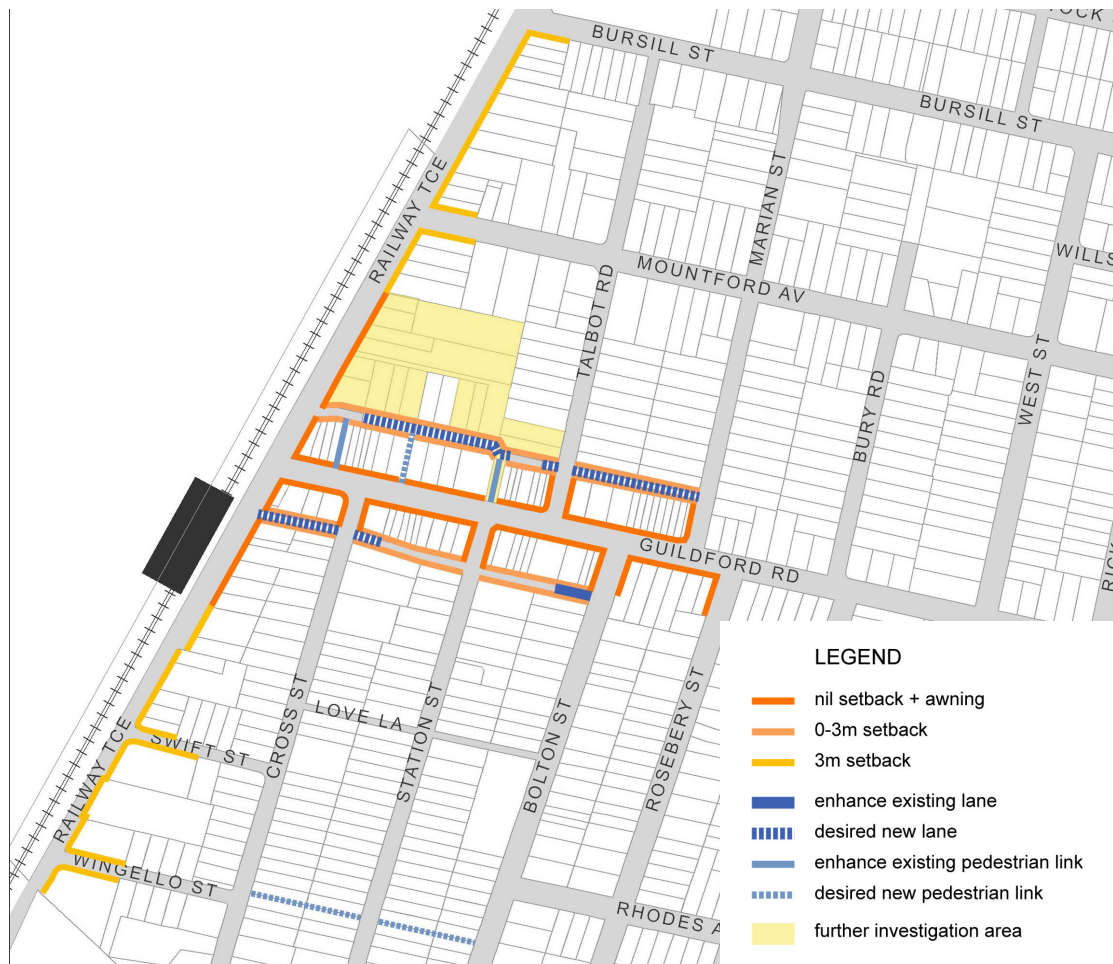 BURSILL ST
BURSILL ST
RAILWAY TCE
MARIAN ST
MOUNTFORD AV
WILLS
TALBOT RD
WEST ST
BURY RD
GUILDFORD RD
CROSS ST
LOVE LA
STATION ST
BOLTON ST
ROSEBERY ST
SWIFT ST
RAILWAY TCE
WINGELLO ST
RHODES A
LEGEND
nil setback + awning
0-3m setback
3m setback
enhance existing lane
desired new lane
enhance existing pedestrian link
desired new pedestrian link
further investigation area